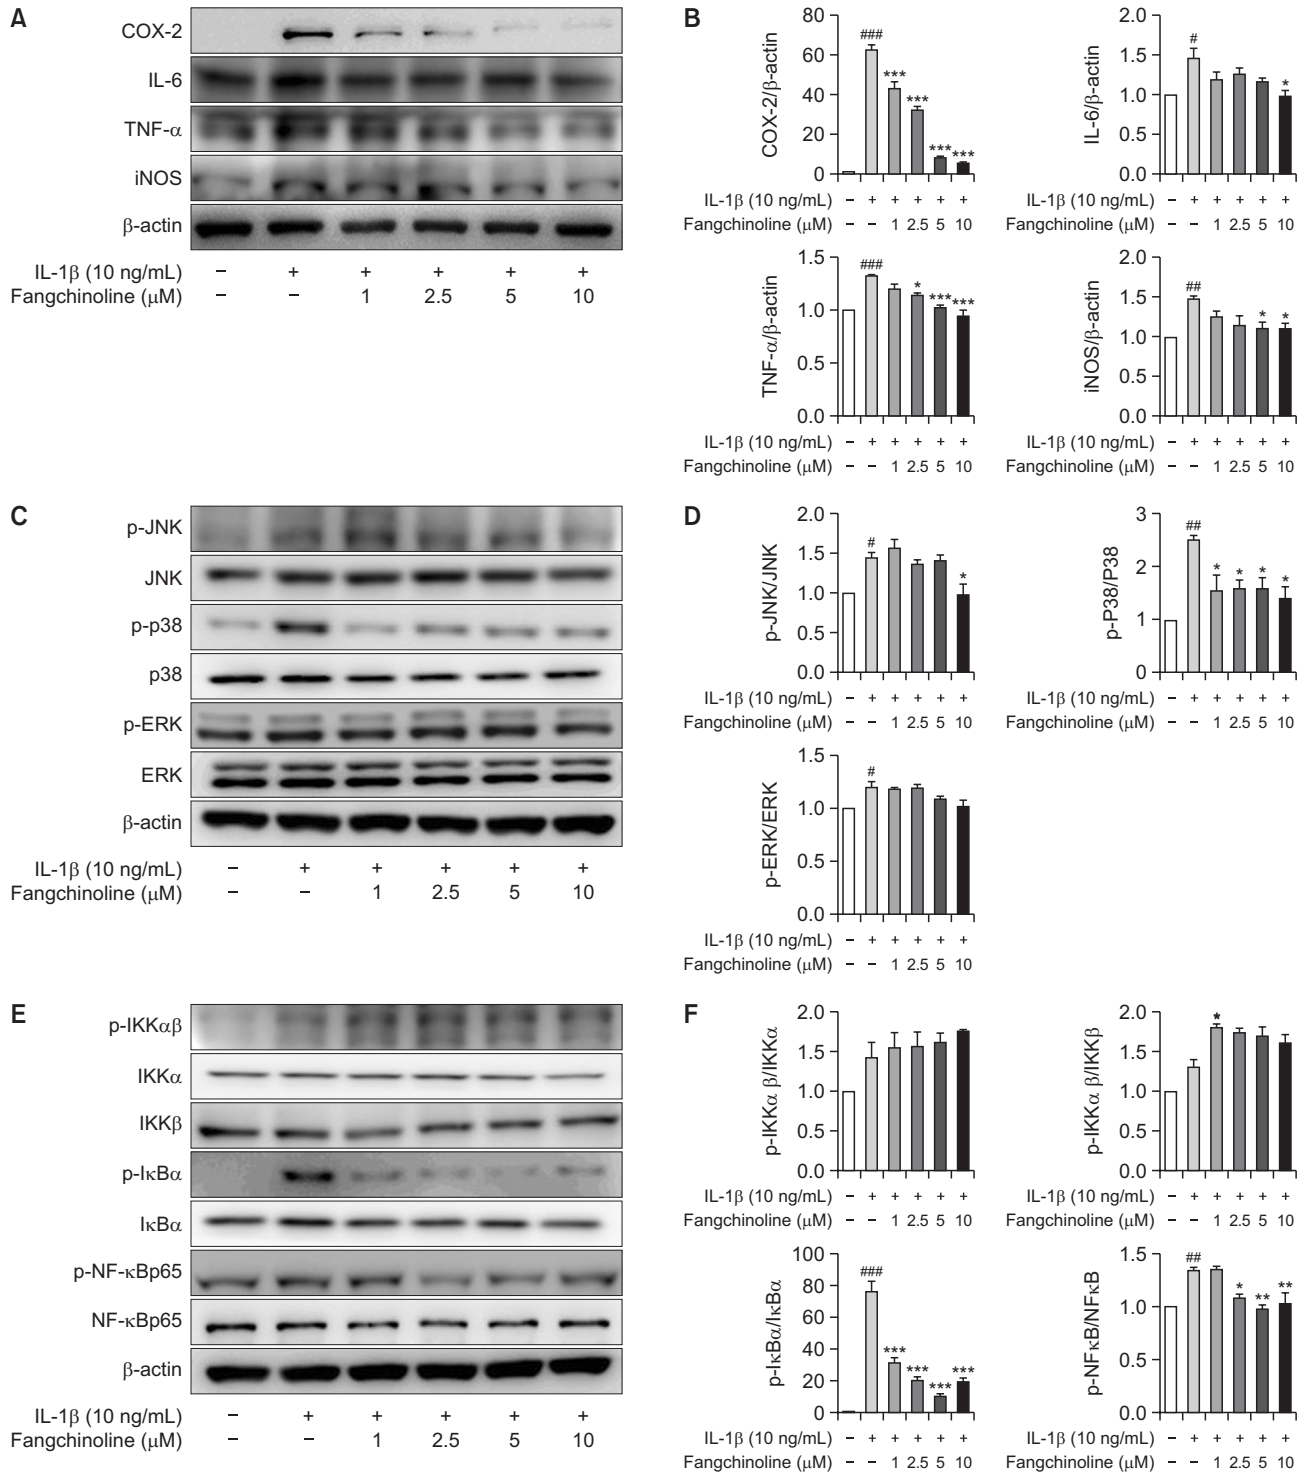 A
COX-2
IL-6
TNF-α
iNOS
β-actin
IL-1β (10 ng/mL) − + + + + +
Fangchinoline (μM) − − 1 2.5 5 10
B
COX-2/β-actin
80
60
40
20
0
### *** *** *** ***
IL-1β (10 ng/mL) − + + + + +
Fangchinoline (μM) − − 1 2.5 5 10
IL-6/β-actin
2.0
1.5
1.0
0.5
0.0
# *
IL-1β (10 ng/mL) − + + + + +
Fangchinoline (μM) − − 1 2.5 5 10
TNF-α/β-actin
1.5
1.0
0.5
0.0
### * *** ***
IL-1β (10 ng/mL) − + + + + +
Fangchinoline (μM) − − 1 2.5 5 10
iNOS/β-actin
2.0
1.5
1.0
0.5
0.0
## * *
IL-1β (10 ng/mL) − + + + + +
Fangchinoline (μM) − − 1 2.5 5 10
C
p-JNK
JNK
p-p38
p38
p-ERK
ERK
β-actin
IL-1β (10 ng/mL) − + + + + +
Fangchinoline (μM) − − 1 2.5 5 10
D
p-JNK/JNK
2.0
1.5
1.0
0.5
0.0
# *
IL-1β (10 ng/mL) − + + + + +
Fangchinoline (μM) − − 1 2.5 5 10
p-P38/P38
3
2
1
0
## * * * *
IL-1β (10 ng/mL) − + + + + +
Fangchinoline (μM) − − 1 2.5 5 10
p-ERK/ERK
1.5
1.0
0.5
0.0
#
IL-1β (10 ng/mL) − + + + + +
Fangchinoline (μM) − − 1 2.5 5 10
E
p-IKKαβ
IKKα
IKKβ
p-IκBα
IκBα
p-NF-κBp65
NF-κBp65
β-actin
IL-1β (10 ng/mL) − + + + + +
Fangchinoline (μM) − − 1 2.5 5 10
F
p-IKKα β/IKKα
2.0
1.5
1.0
0.5
0.0
IL-1β (10 ng/mL) − + + + + +
Fangchinoline (μM) − − 1 2.5 5 10
p-IKKα β/IKKβ
2.0
1.5
1.0
0.5
0.0
*
IL-1β (10 ng/mL) − + + + + +
Fangchinoline (μM) − − 1 2.5 5 10
p-IκBα/IκBα
100
80
60
40
20
0
### *** *** *** ***
IL-1β (10 ng/mL) − + + + + +
Fangchinoline (μM) − − 1 2.5 5 10
p-NFκB/NFκB
1.5
1.0
0.5
0.0
## * ** **
IL-1β (10 ng/mL) − + + + + +
Fangchinoline (μM) − − 1 2.5 5 10